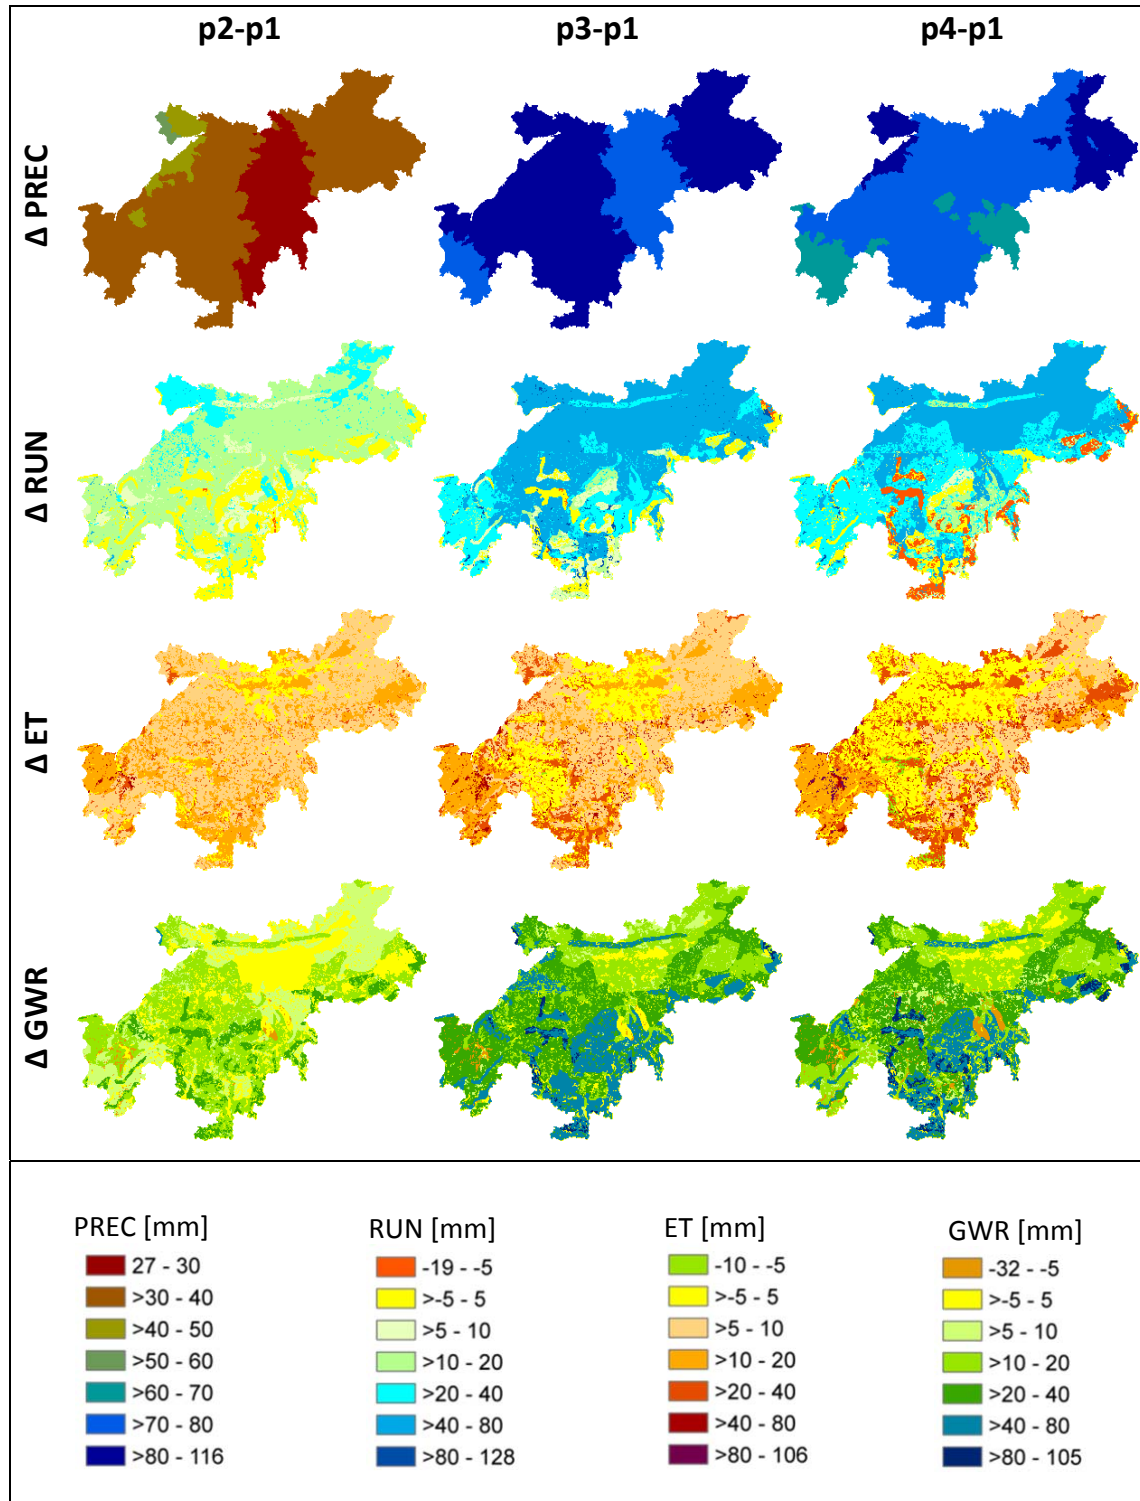 p2-p1 p3-p1 p4-p1
Δ PREC
Δ RUN
Δ ET
Δ GWR
PREC [mm] RUN [mm] ET [mm] GWR [mm]
27 - 30 -19 - -5 -10 - -5 -32 - -5
>30 - 40 >-5 - 5 >-5 - 5 >-5 - 5
>40 - 50 >5 - 10 >5 - 10 >5 - 10
>50 - 60 >10 - 20 >10 - 20 >10 - 20
>60 - 70 >20 - 40 >20 - 40 >20 - 40
>70 - 80 >40 - 80 >40 - 80 >40 - 80
>80 - 116 >80 - 128 >80 - 106 >80 - 105